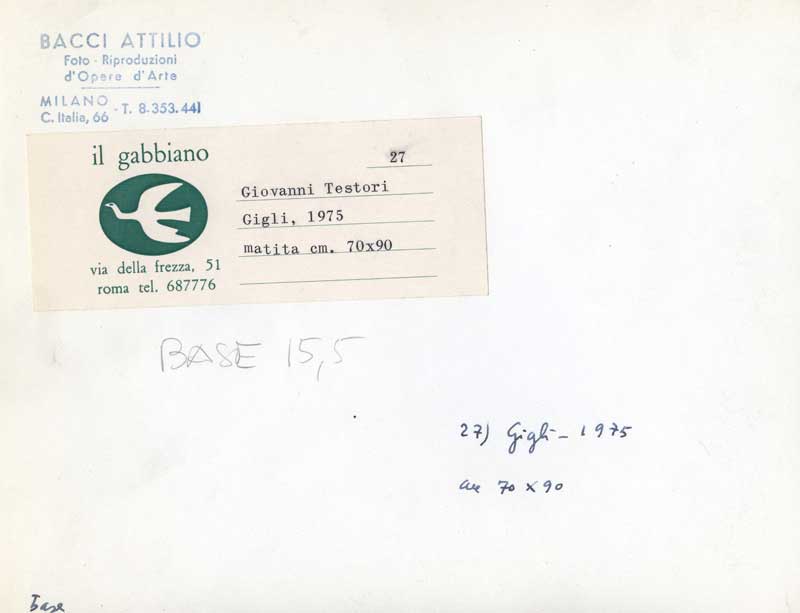 BACCI ATTILIO
Foto - Riproduzioni
d'Opere d'Arte
MILANO - T. 8.353.441
C. Italia, 66
il gabbiano
27
Giovanni Testori
Gigli, 1975
matita cm. 70x90
via della frezza, 51
roma tel. 687776
BASE 15,5
27) Gigli - 1975
cm 70 x 90